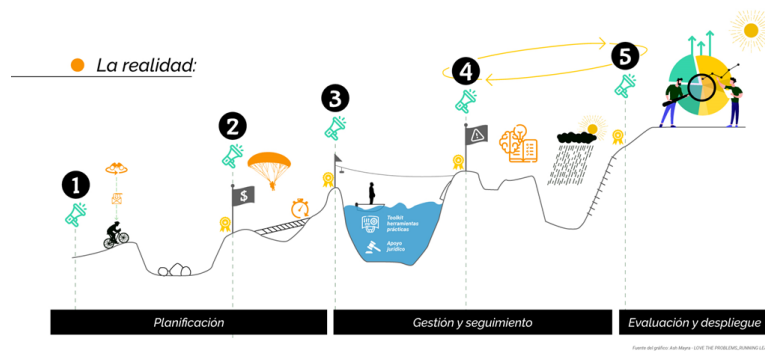 La realidad:
1
2
3
4
5
$
Toolkit
herramientas
prácticas
Apoyo
jurídico
Planificación
Gestión y seguimiento
Evaluación y despliegue
Fuente del gráfico: Ash Maurya - LOVE THE PROBLEMS, RUNNING LEA